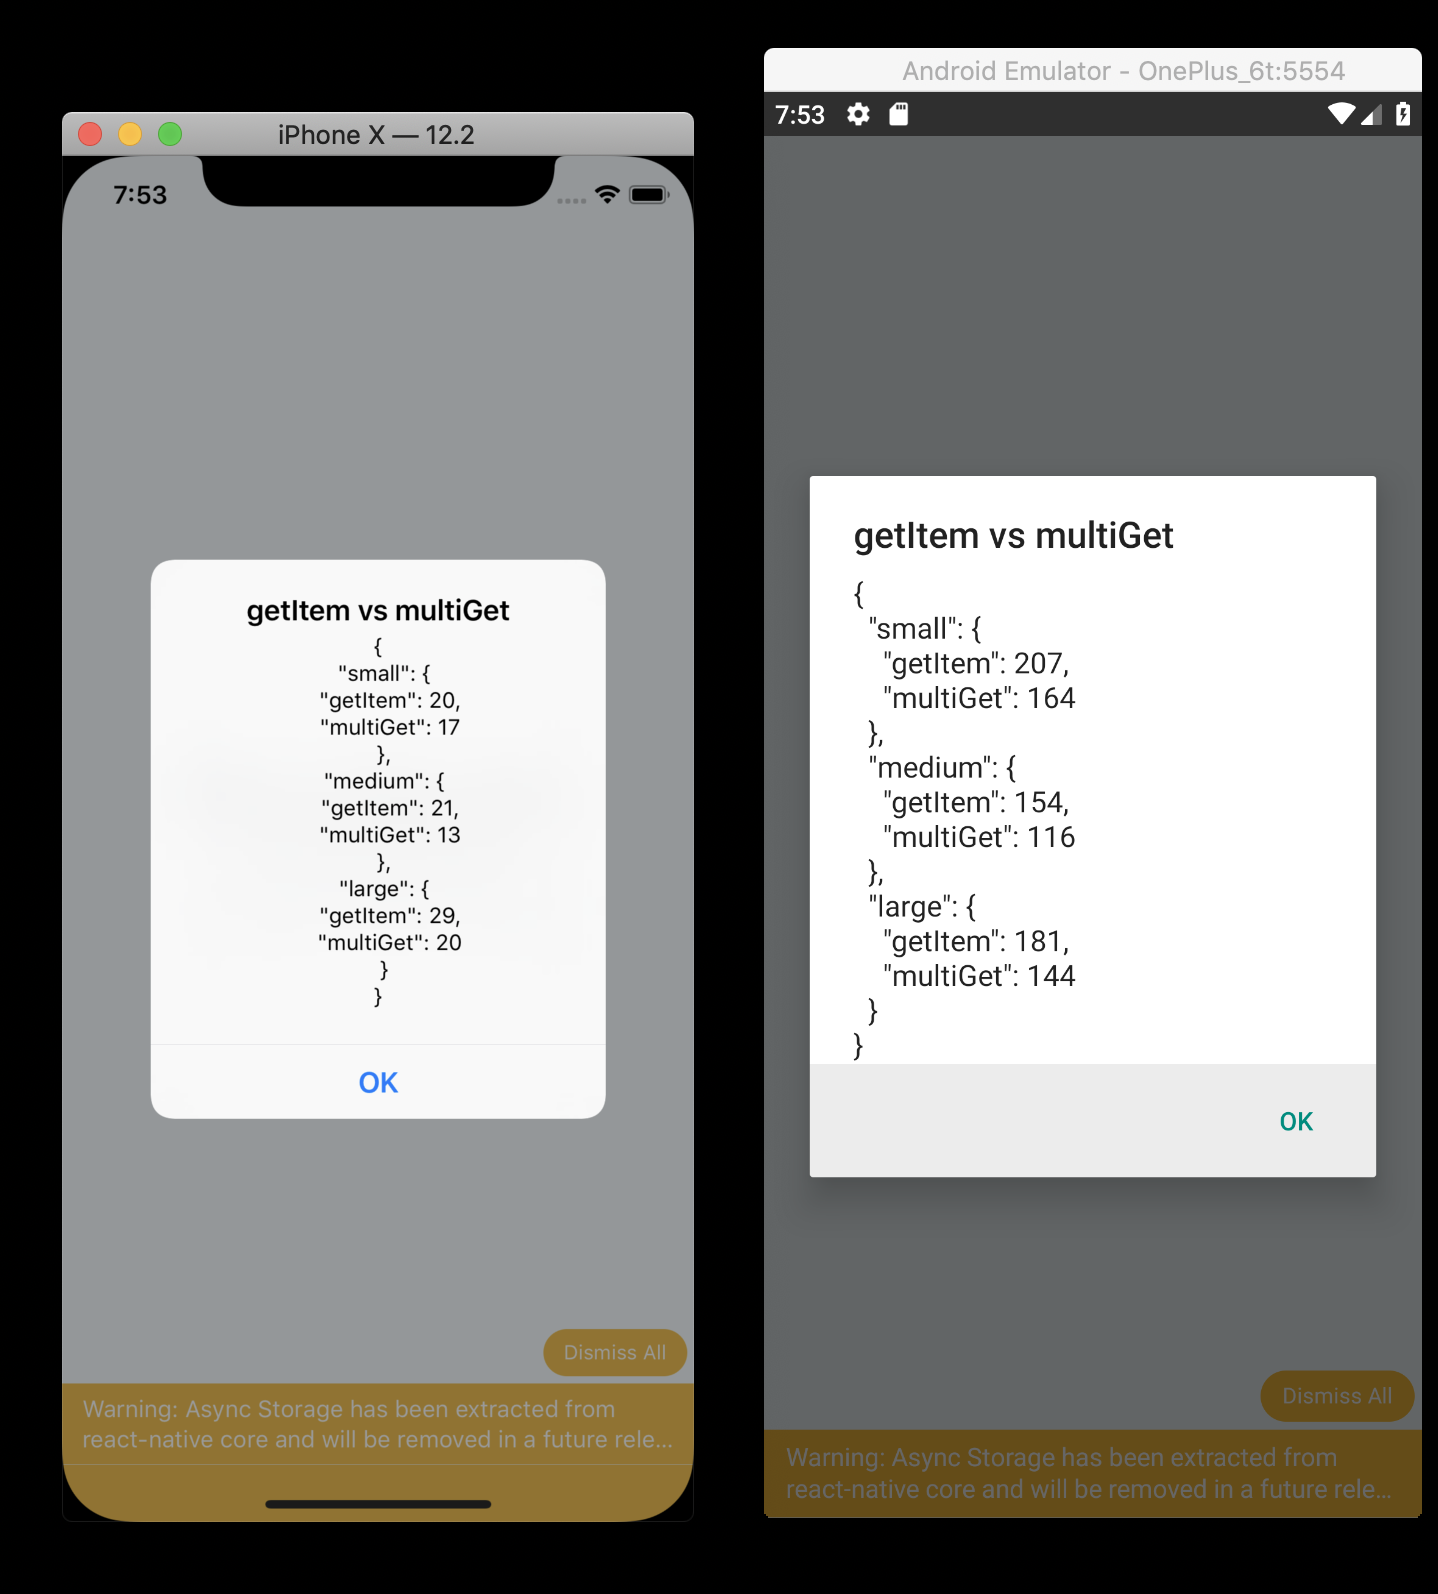 iPhone X — 12.2
7:53
getItem vs multiGet
{
"small": {
"getItem": 20,
"multiGet": 17
},
"medium": {
"getItem": 21,
"multiGet": 13
},
"large": {
"getItem": 29,
"multiGet": 20
}
}
OK
Dismiss All
Warning: Async Storage has been extracted from
react-native core and will be removed in a future rele...
Android Emulator - OnePlus_6t:5554
7:53
getItem vs multiGet
{
"small": {
"getItem": 207,
"multiGet": 164
},
"medium": {
"getItem": 154,
"multiGet": 116
},
"large": {
"getItem": 181,
"multiGet": 144
}
}
OK
Dismiss All
Warning: Async Storage has been extracted from
react-native core and will be removed in a future rele...